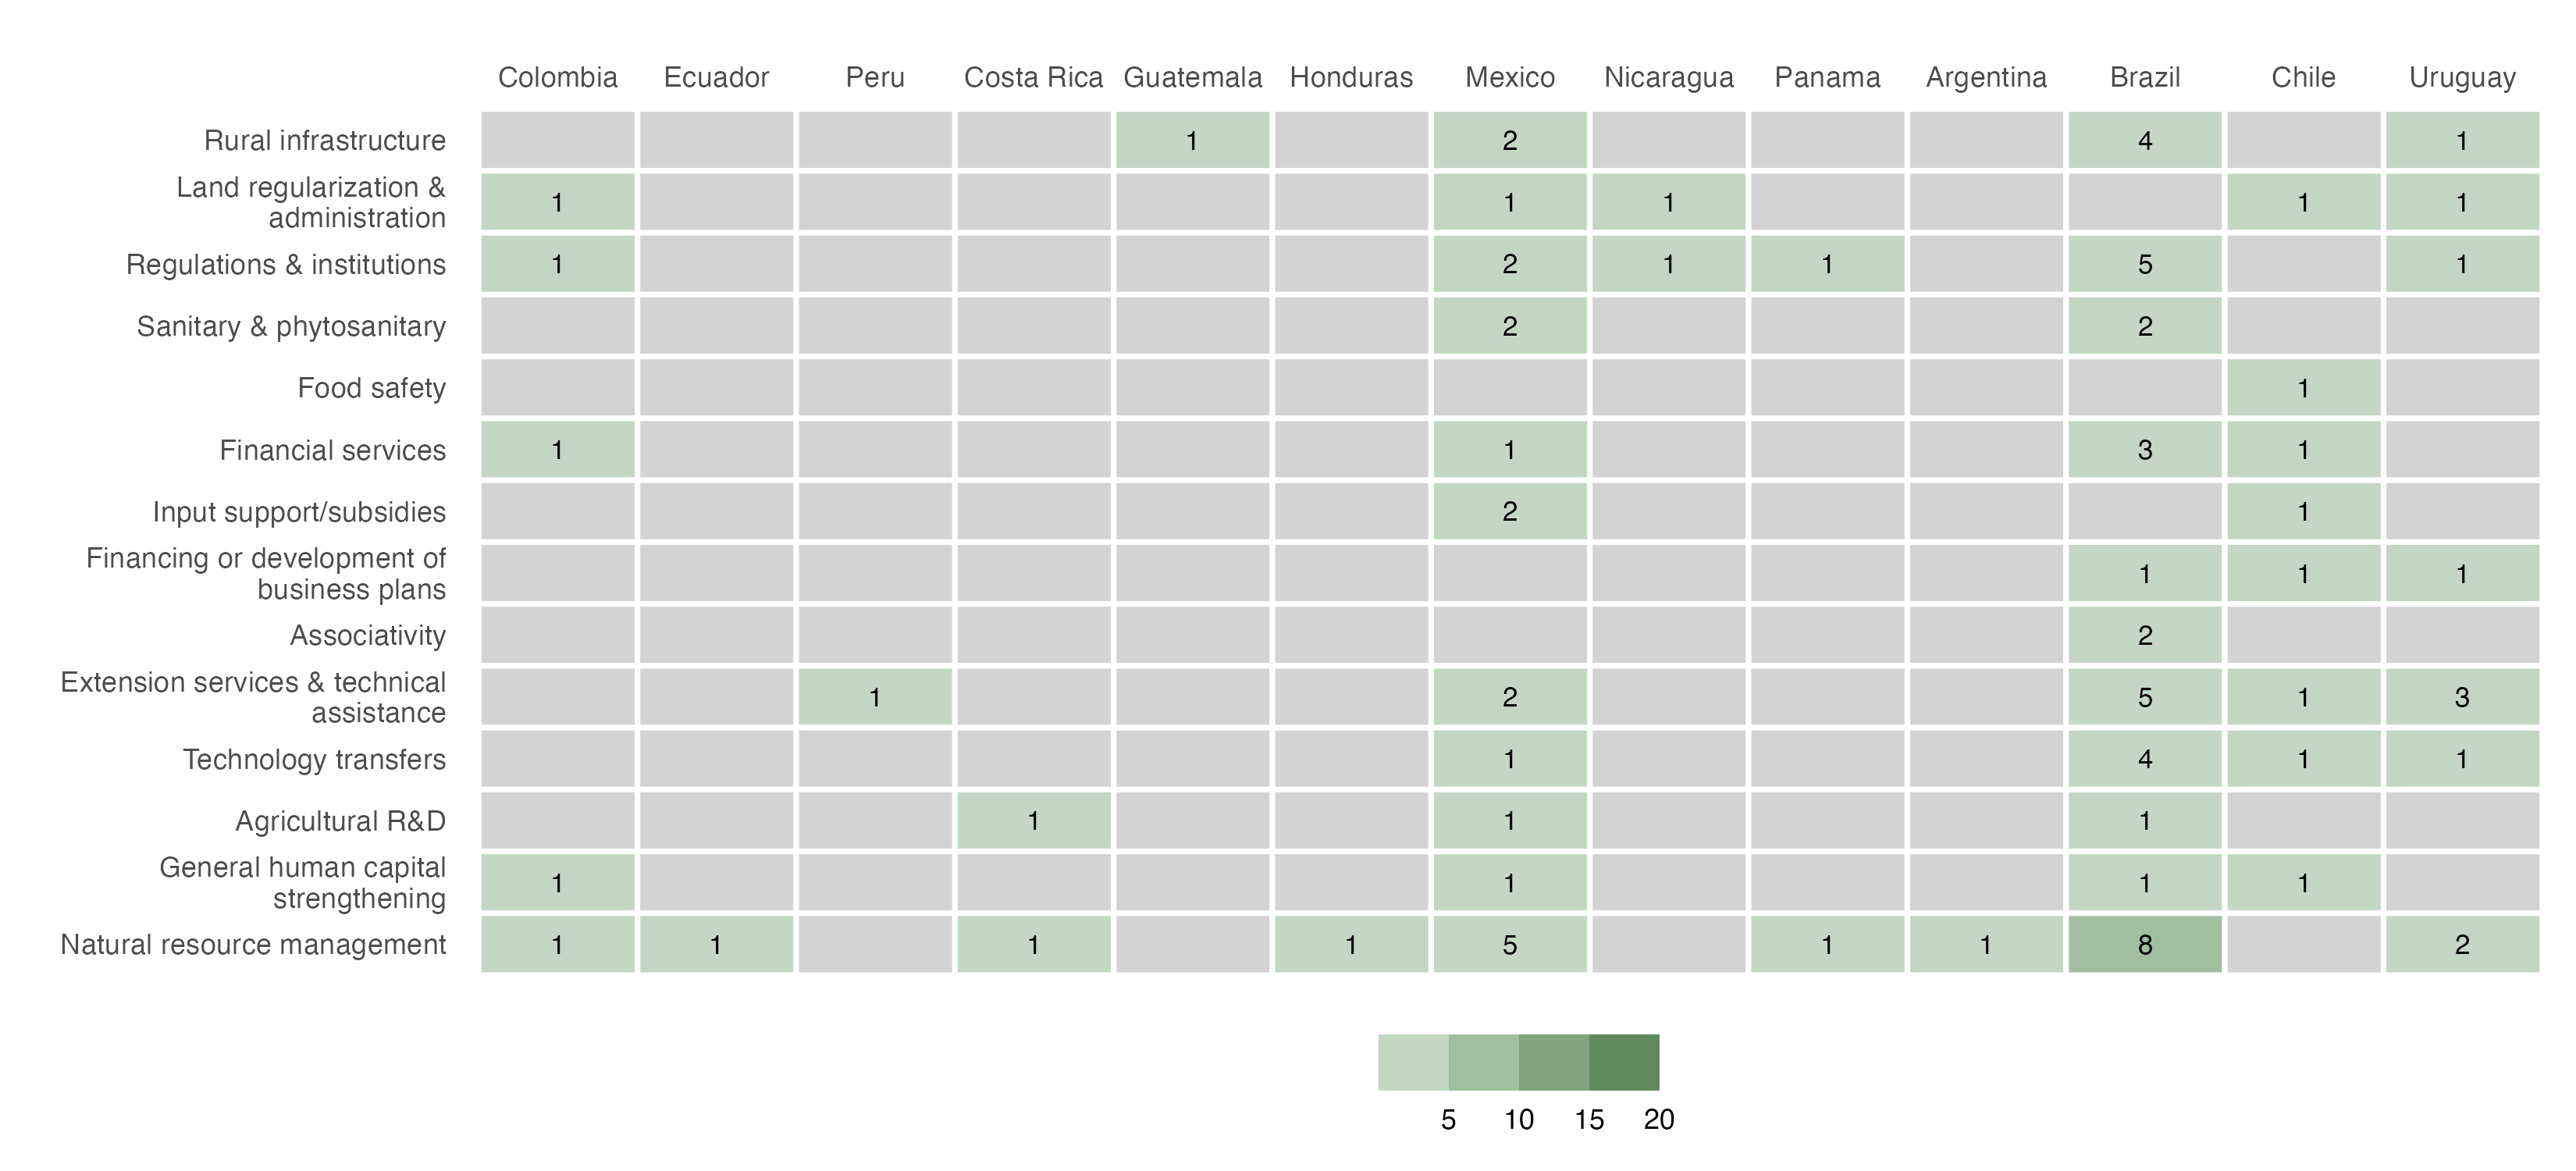 Colombia Ecuador Peru Costa Rica Guatemala Honduras Mexico Nicaragua Panama Argentina Brazil Chile Uruguay
Rural infrastructure 1 2 4 1
Land regularization &
administration 1 1 1 1 1
Regulations & institutions 1 2 1 1 5 1
Sanitary & phytosanitary 2 2
Food safety 1
Financial services 1 1 3 1
Input support/subsidies 2 1
Financing or development of
business plans 1 1 1
Associativity 2
Extension services & technical
assistance 1 2 5 1 3
Technology transfers 1 4 1 1
Agricultural R&D 1 1 1
General human capital
strengthening 1 1 1 1
Natural resource management 1 1 1 1 5 1 1 8 2
5 10 15 20